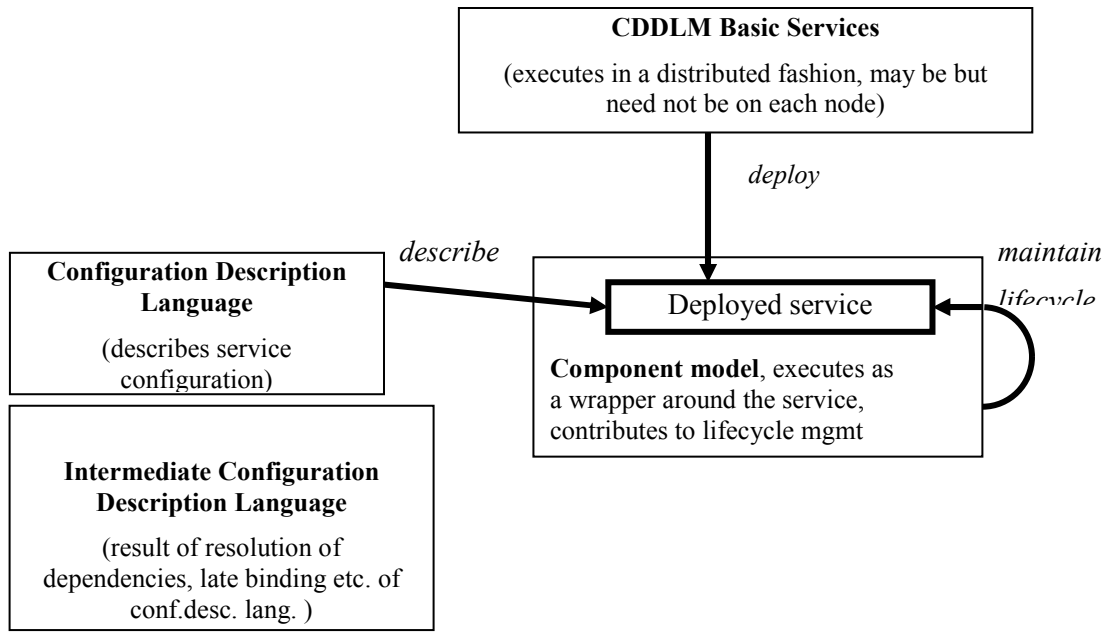 CDDLM Basic Services
(executes in a distributed fashion, may be but
need not be on each node)
deploy
describe
maintain
lifecycle
Configuration Description
Language
(describes service
configuration)
Deployed service
Component model, executes as
a wrapper around the service,
contributes to lifecycle mgmt
Intermediate Configuration
Description Language
(result of resolution of
dependencies, late binding etc. of
conf.desc. lang. )